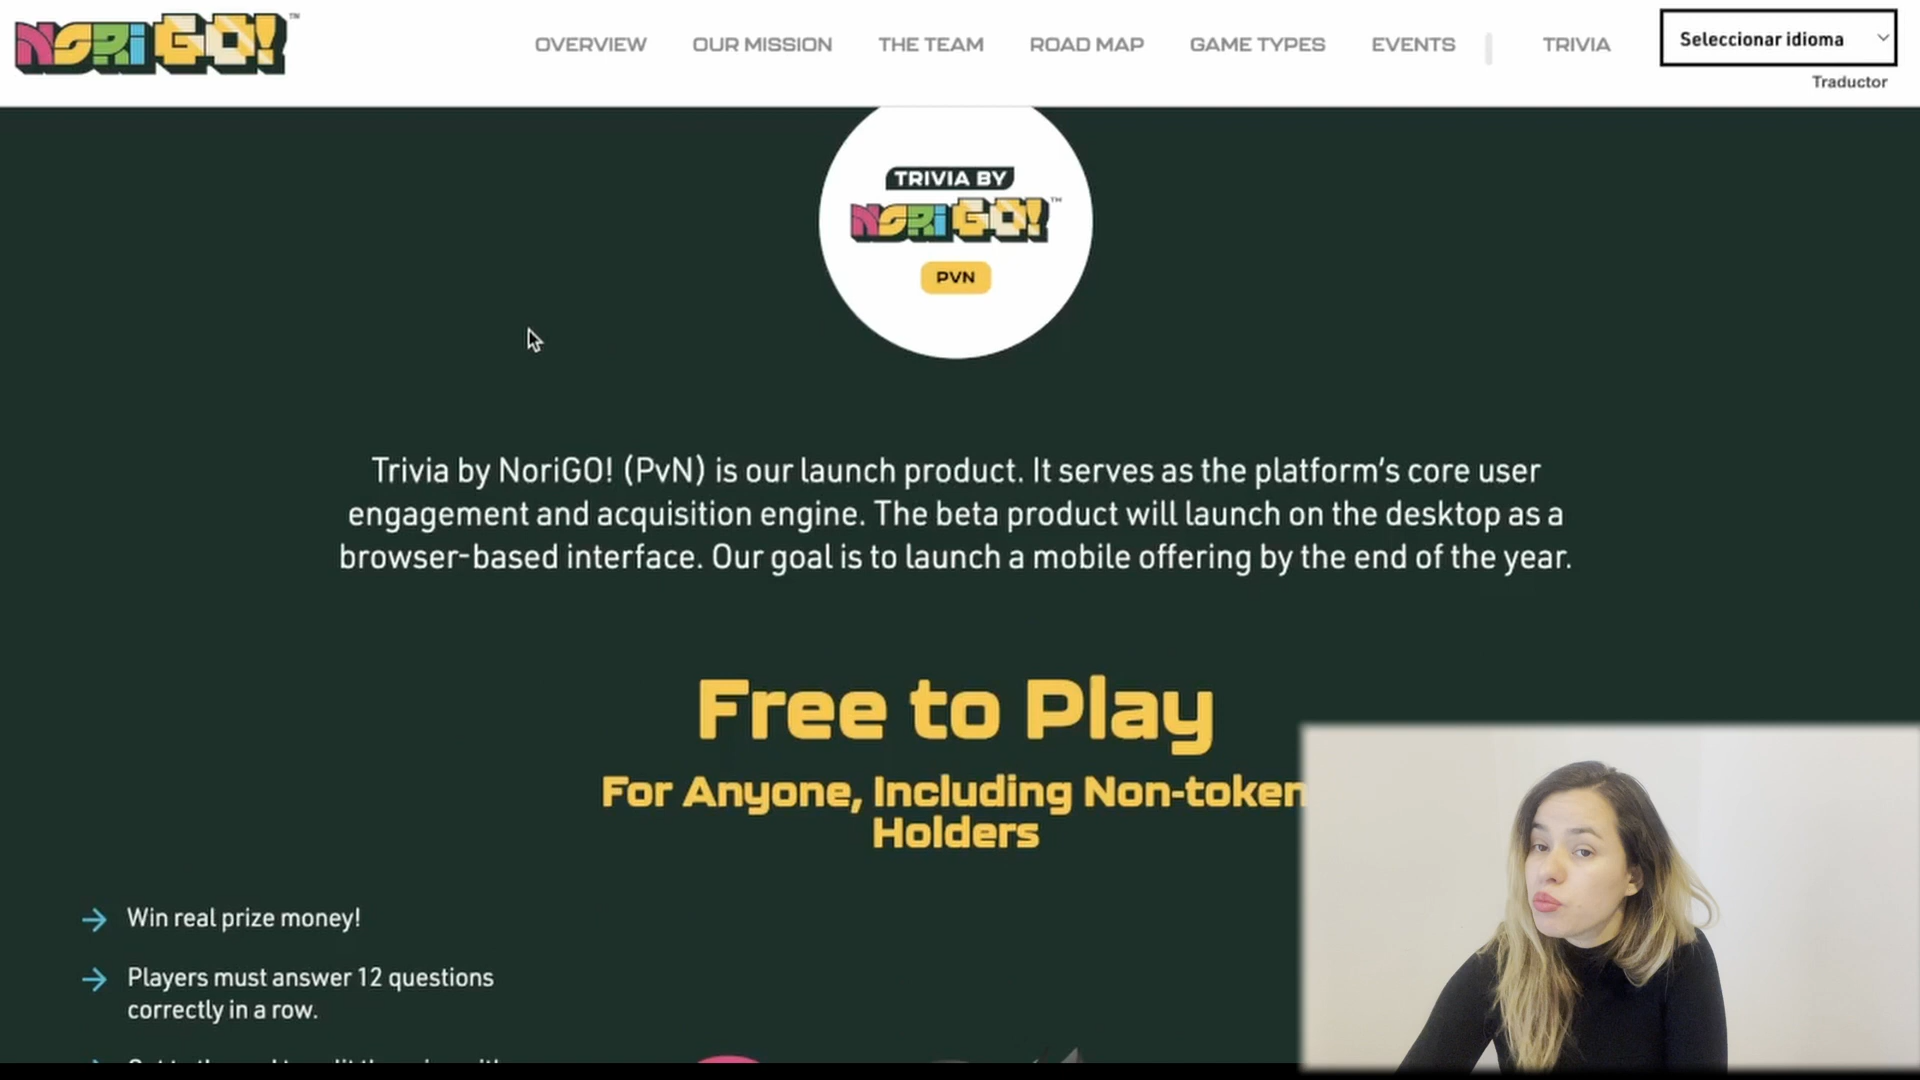 NORIGO!™
OVERVIEW
OUR MISSION
THE TEAM
ROAD MAP
GAME TYPES
EVENTS
TRIVIA
Seleccionar idioma
Traductor
TRIVIA BY
NORIGO!™
PVN
Trivia by NoriGO! (PvN) is our launch product. It serves as the platform's core user
engagement and acquisition engine. The beta product will launch on the desktop as a
browser-based interface. Our goal is to launch a mobile offering by the end of the year.
Free to Play
For Anyone, Including Non-token
Holders
Win real prize money!
Players must answer 12 questions
correctly in a row.